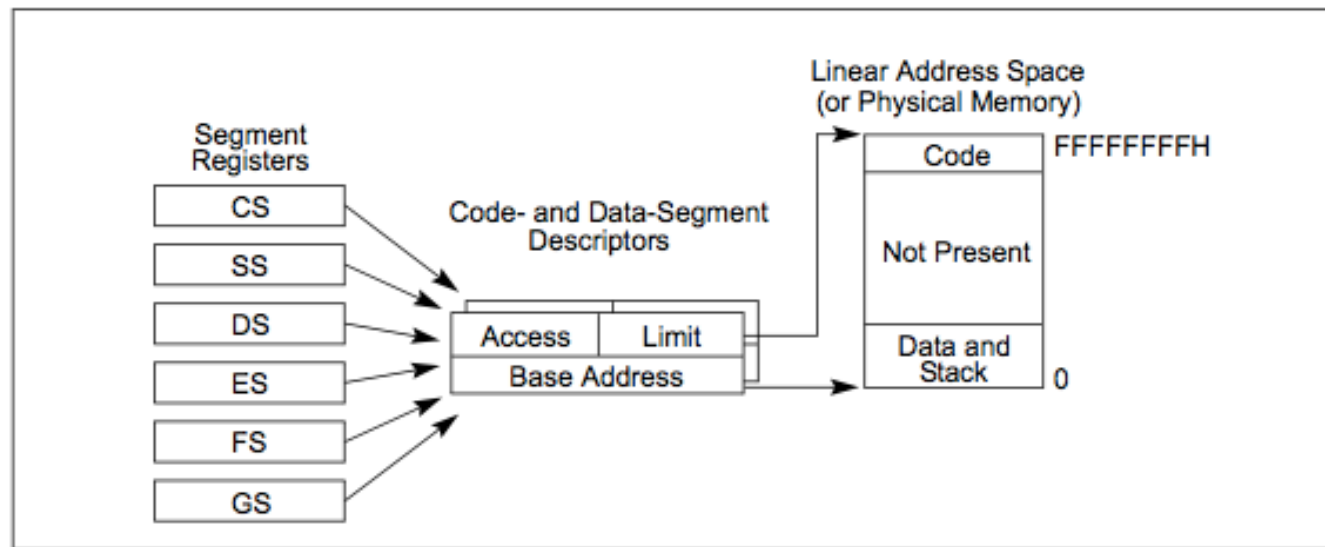 Linear Address Space
(or Physical Memory)
Segment
Registers
CS
SS
DS
ES
FS
GS
Code- and Data-Segment
Descriptors
Access
Limit
Base Address
Code
FFFFFFFFH
Not Present
Data and
Stack
0